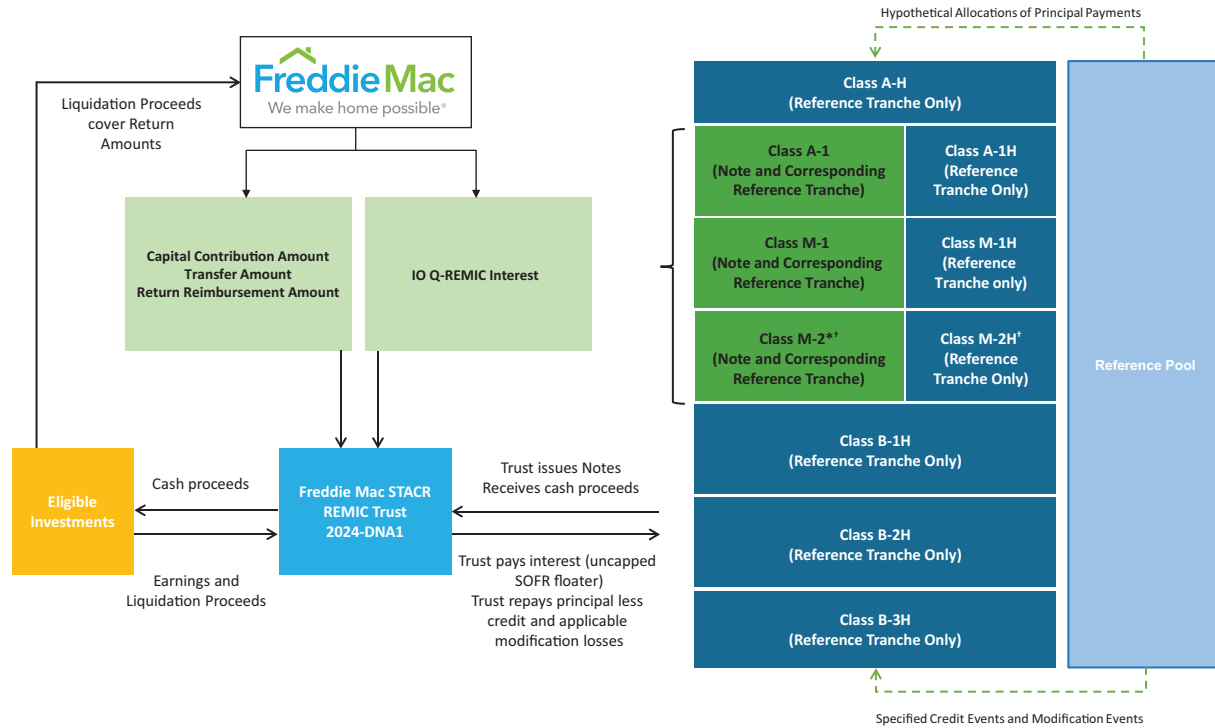 Hypothetical Allocations of Principal Payments
Freddie Mac
We make home possible®
Liquidation Proceeds
cover Return
Amounts
Capital Contribution Amount
Transfer Amount
Return Reimbursement Amount
IO Q-REMIC Interest
Eligible
Investments
Cash proceeds
Earnings and
Liquidation Proceeds
Freddie Mac STACR
REMIC Trust
2024-DNA1
Trust issues Notes
Receives cash proceeds
Trust pays interest (uncapped
SOFR floater)
Trust repays principal less
credit and applicable
modification losses
Class A-H
(Reference Tranche Only)
Class A-1
(Note and Corresponding
Reference Tranche)
Class A-1H
(Reference
Tranche Only)
Class M-1
(Note and Corresponding
Reference Tranche)
Class M-1H
(Reference
Tranche only)
Class M-2*†
(Note and Corresponding
Reference Tranche)
Class M-2H†
(Reference
Tranche Only)
Class B-1H
(Reference Tranche Only)
Class B-2H
(Reference Tranche Only)
Class B-3H
(Reference Tranche Only)
Reference Pool
Specified Credit Events and Modification Events